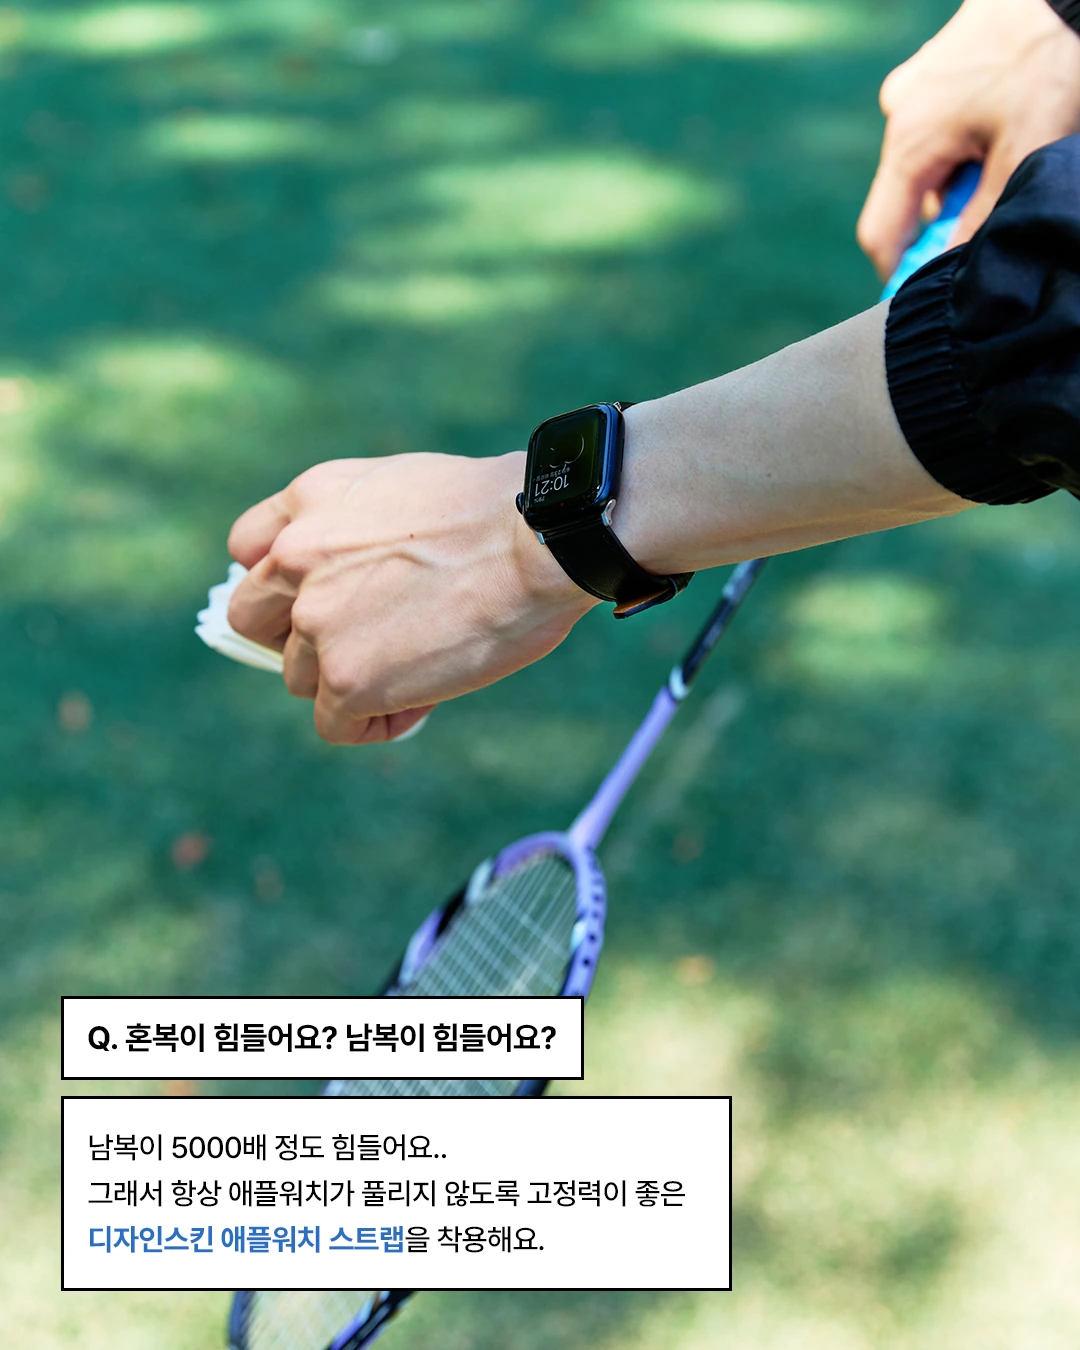 10:21
Q. 혼복이 힘들어요? 남복이 힘들어요?
남복이 5000배 정도 힘들어요..
그래서 항상 애플워치가 풀리지 않도록 고정력이 좋은
디자인스킨 애플워치 스트랩을 착용해요.